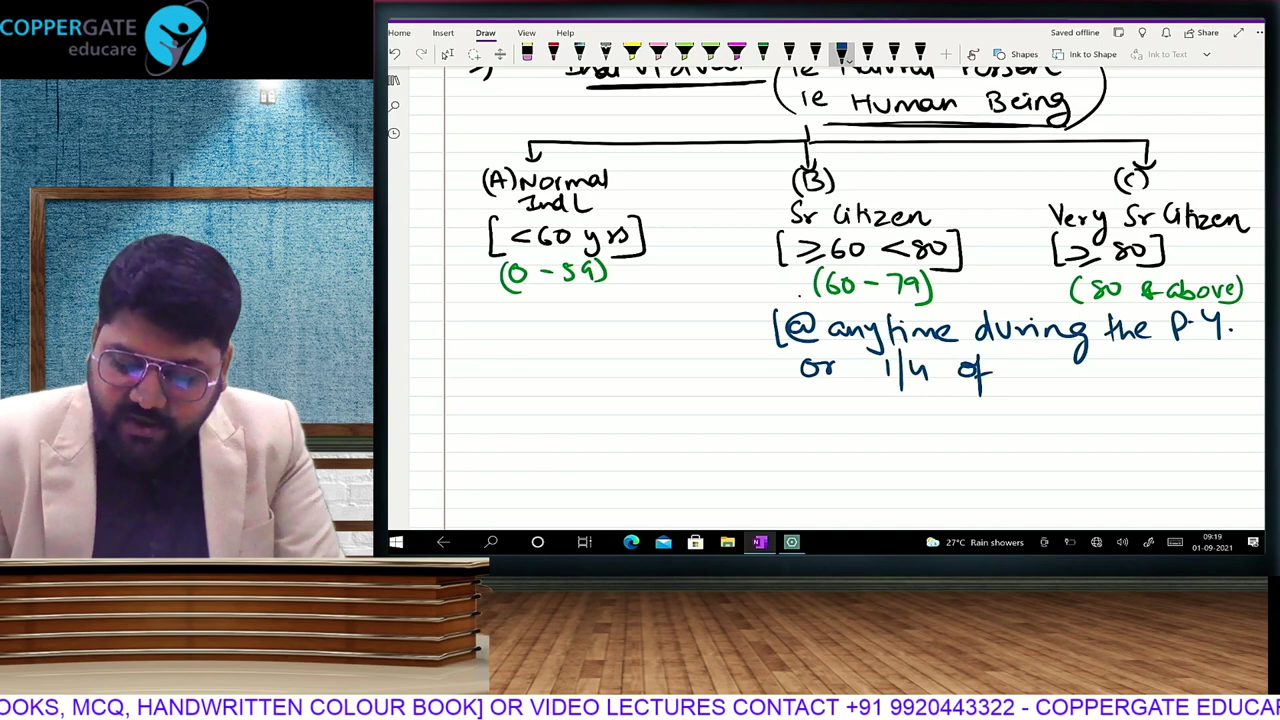 COPPERGATE
educare
Home Insert Draw View Help
Saved offline
Share
Shapes
Ink to Shape
Ink to Text
ie Human Being
(A) Normal
Indl
[<60 yrs]
(0 - 59)
(B)
Sr Citizen
[≥60 <80]
(60 - 79)
(C)
Very Sr Citizen
[≥ 80]
(80 & above)
[@ anytime during the P.Y.
or 1/4 of
27°C Rain showers
09:19
01-09-2021
OOKS, MCQ, HANDWRITTEN COLOUR BOOK] OR VIDEO LECTURES CONTACT +91 9920443322 - COPPERGATE EDUCAR